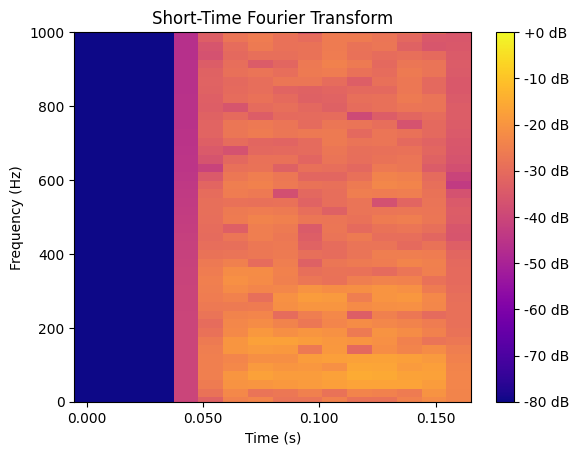 Short-Time Fourier Transform
Frequency (Hz)
1000
800
600
400
200
0
0.000
0.050
0.100
0.150
Time (s)
+0 dB
-10 dB
-20 dB
-30 dB
-40 dB
-50 dB
-60 dB
-70 dB
-80 dB